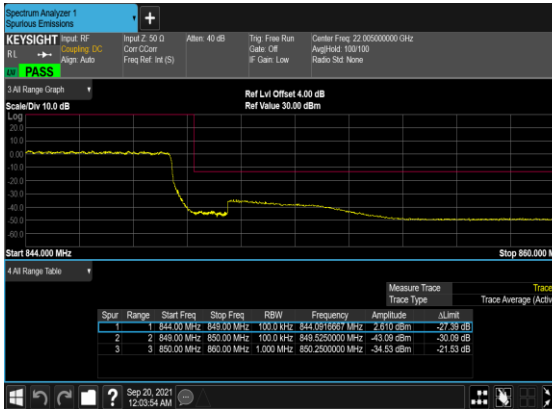 Spectrum Analyzer 1
Spurious Emissions
+
KEYSIGHT Input: RF Input Z: 50 Ω Atten: 40 dB Trig: Free Run Center Freq: 22.005000000 GHz
RL Coupling: DC Corr CCorr Gate: Off Avg|Hold: 100/100
Align: Auto Freq Ref: Int (S) IF Gain: Low Radio Std: None
PASS
3 All Range Graph Ref Lvl Offset 4.00 dB
Scale/Div 10.0 dB Ref Value 30.00 dBm
Log
20.0
10.0
0.00
-10.0
-20.0
-30.0
-40.0
-50.0
-60.0
Start 844.000 MHz Stop 860.000 M
4 All Range Table
Measure Trace Trace
Trace Type Trace Average (Activ
Spur Range Start Freq Stop Freq RBW Frequency Amplitude ΔLimit
1 1 844.00 MHz 849.00 MHz 100.0 kHz 844.0916667 MHz 2.610 dBm -27.39 dB
2 2 849.00 MHz 850.00 MHz 100.0 kHz 849.5250000 MHz -43.09 dBm -30.09 dB
3 3 850.00 MHz 860.00 MHz 1.000 MHz 850.2500000 MHz -34.53 dBm -21.53 dB
? Sep 20, 2021
12:03:54 AM